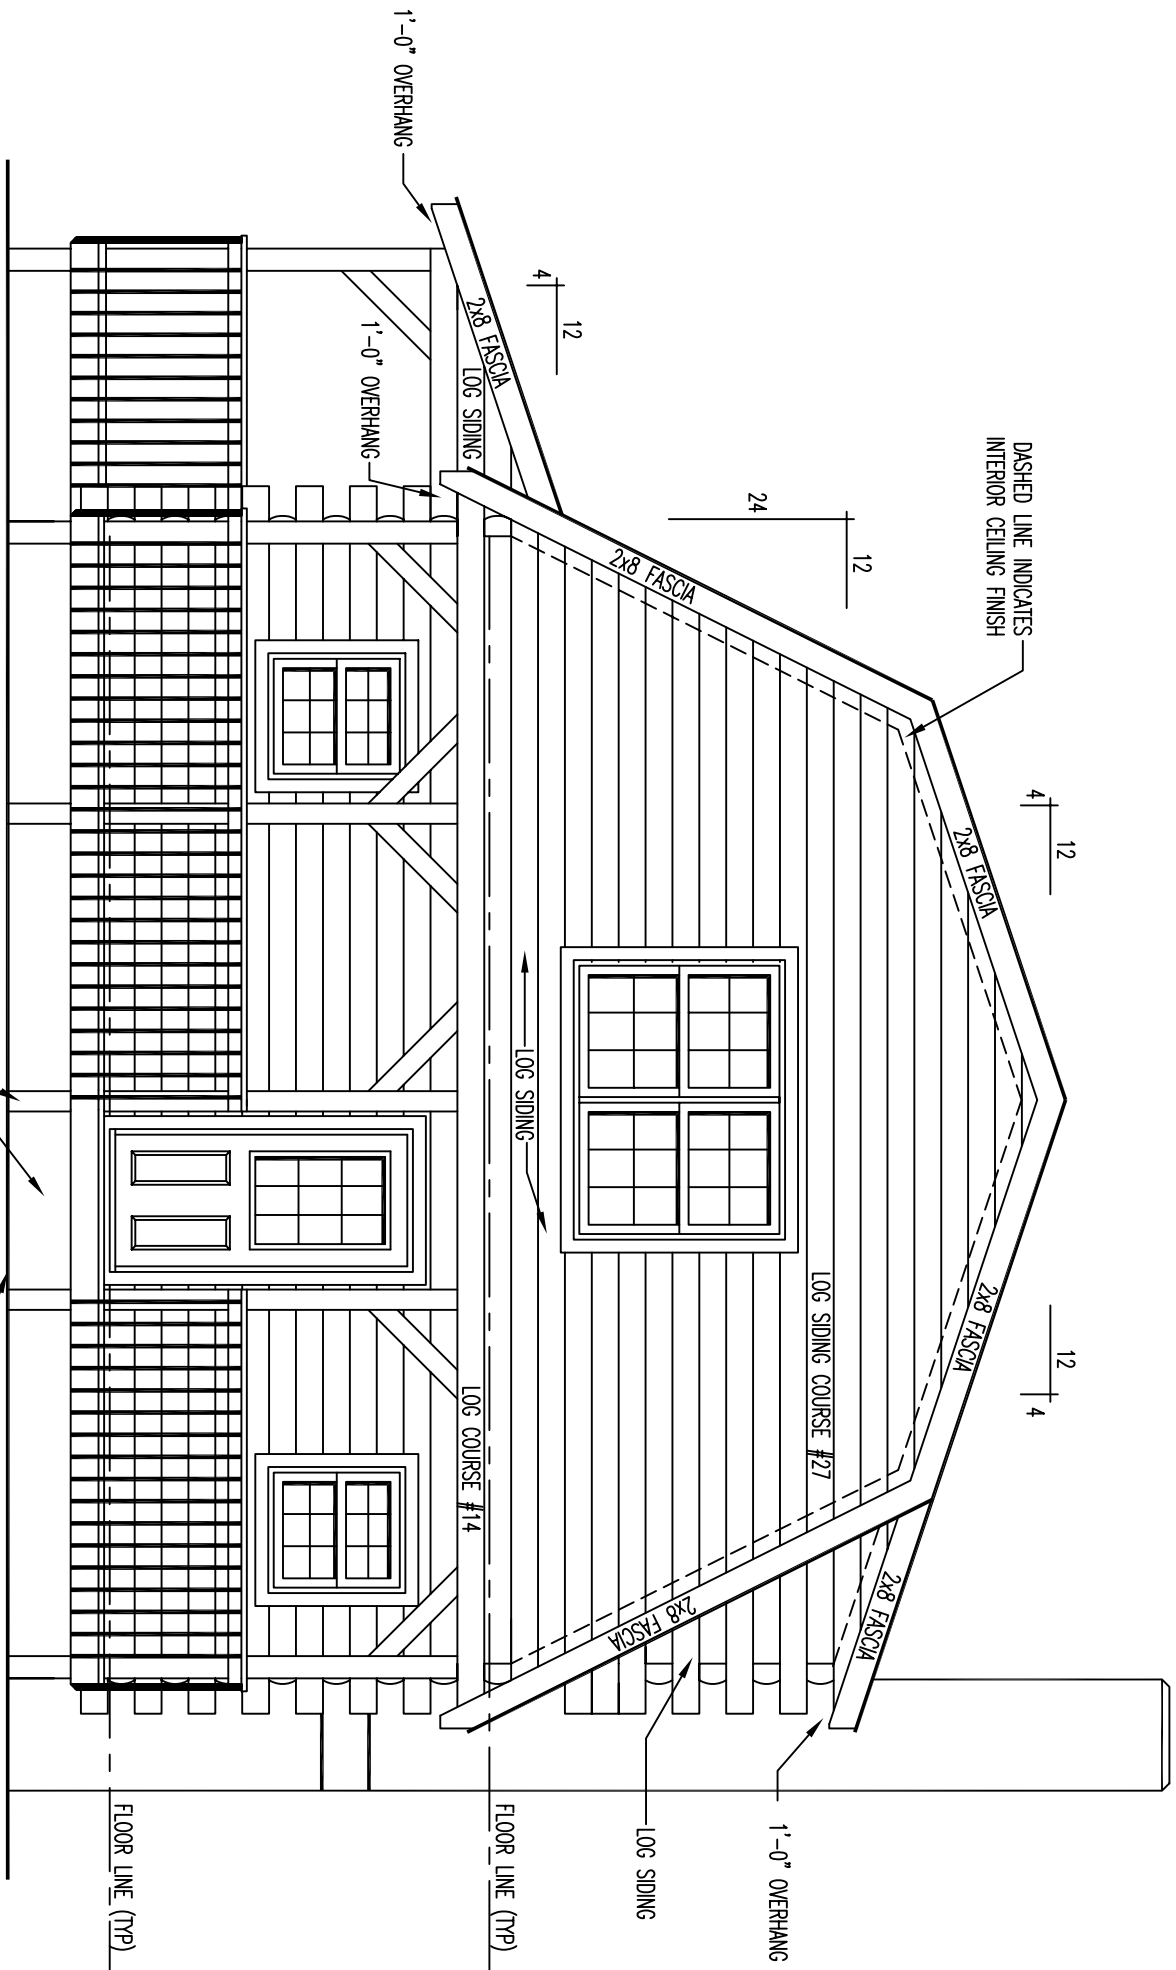 DASHED LINE INDICATES
INTERIOR CEILING FINISH
4
12
2x8 FASCIA
12
4
2x8 FASCIA
24
12
2x8 FASCIA
LOG SIDING COURSE #27
2x8 FASCIA
1'-0" OVERHANG
4
12
2x8 FASCIA
LOG SIDING
2x8 FASCIA
LOG SIDING
LOG SIDING
1'-0" OVERHANG
1'-0" OVERHANG
LOG COURSE #14
FLOOR LINE (TYP)
FLOOR LINE (TYP)